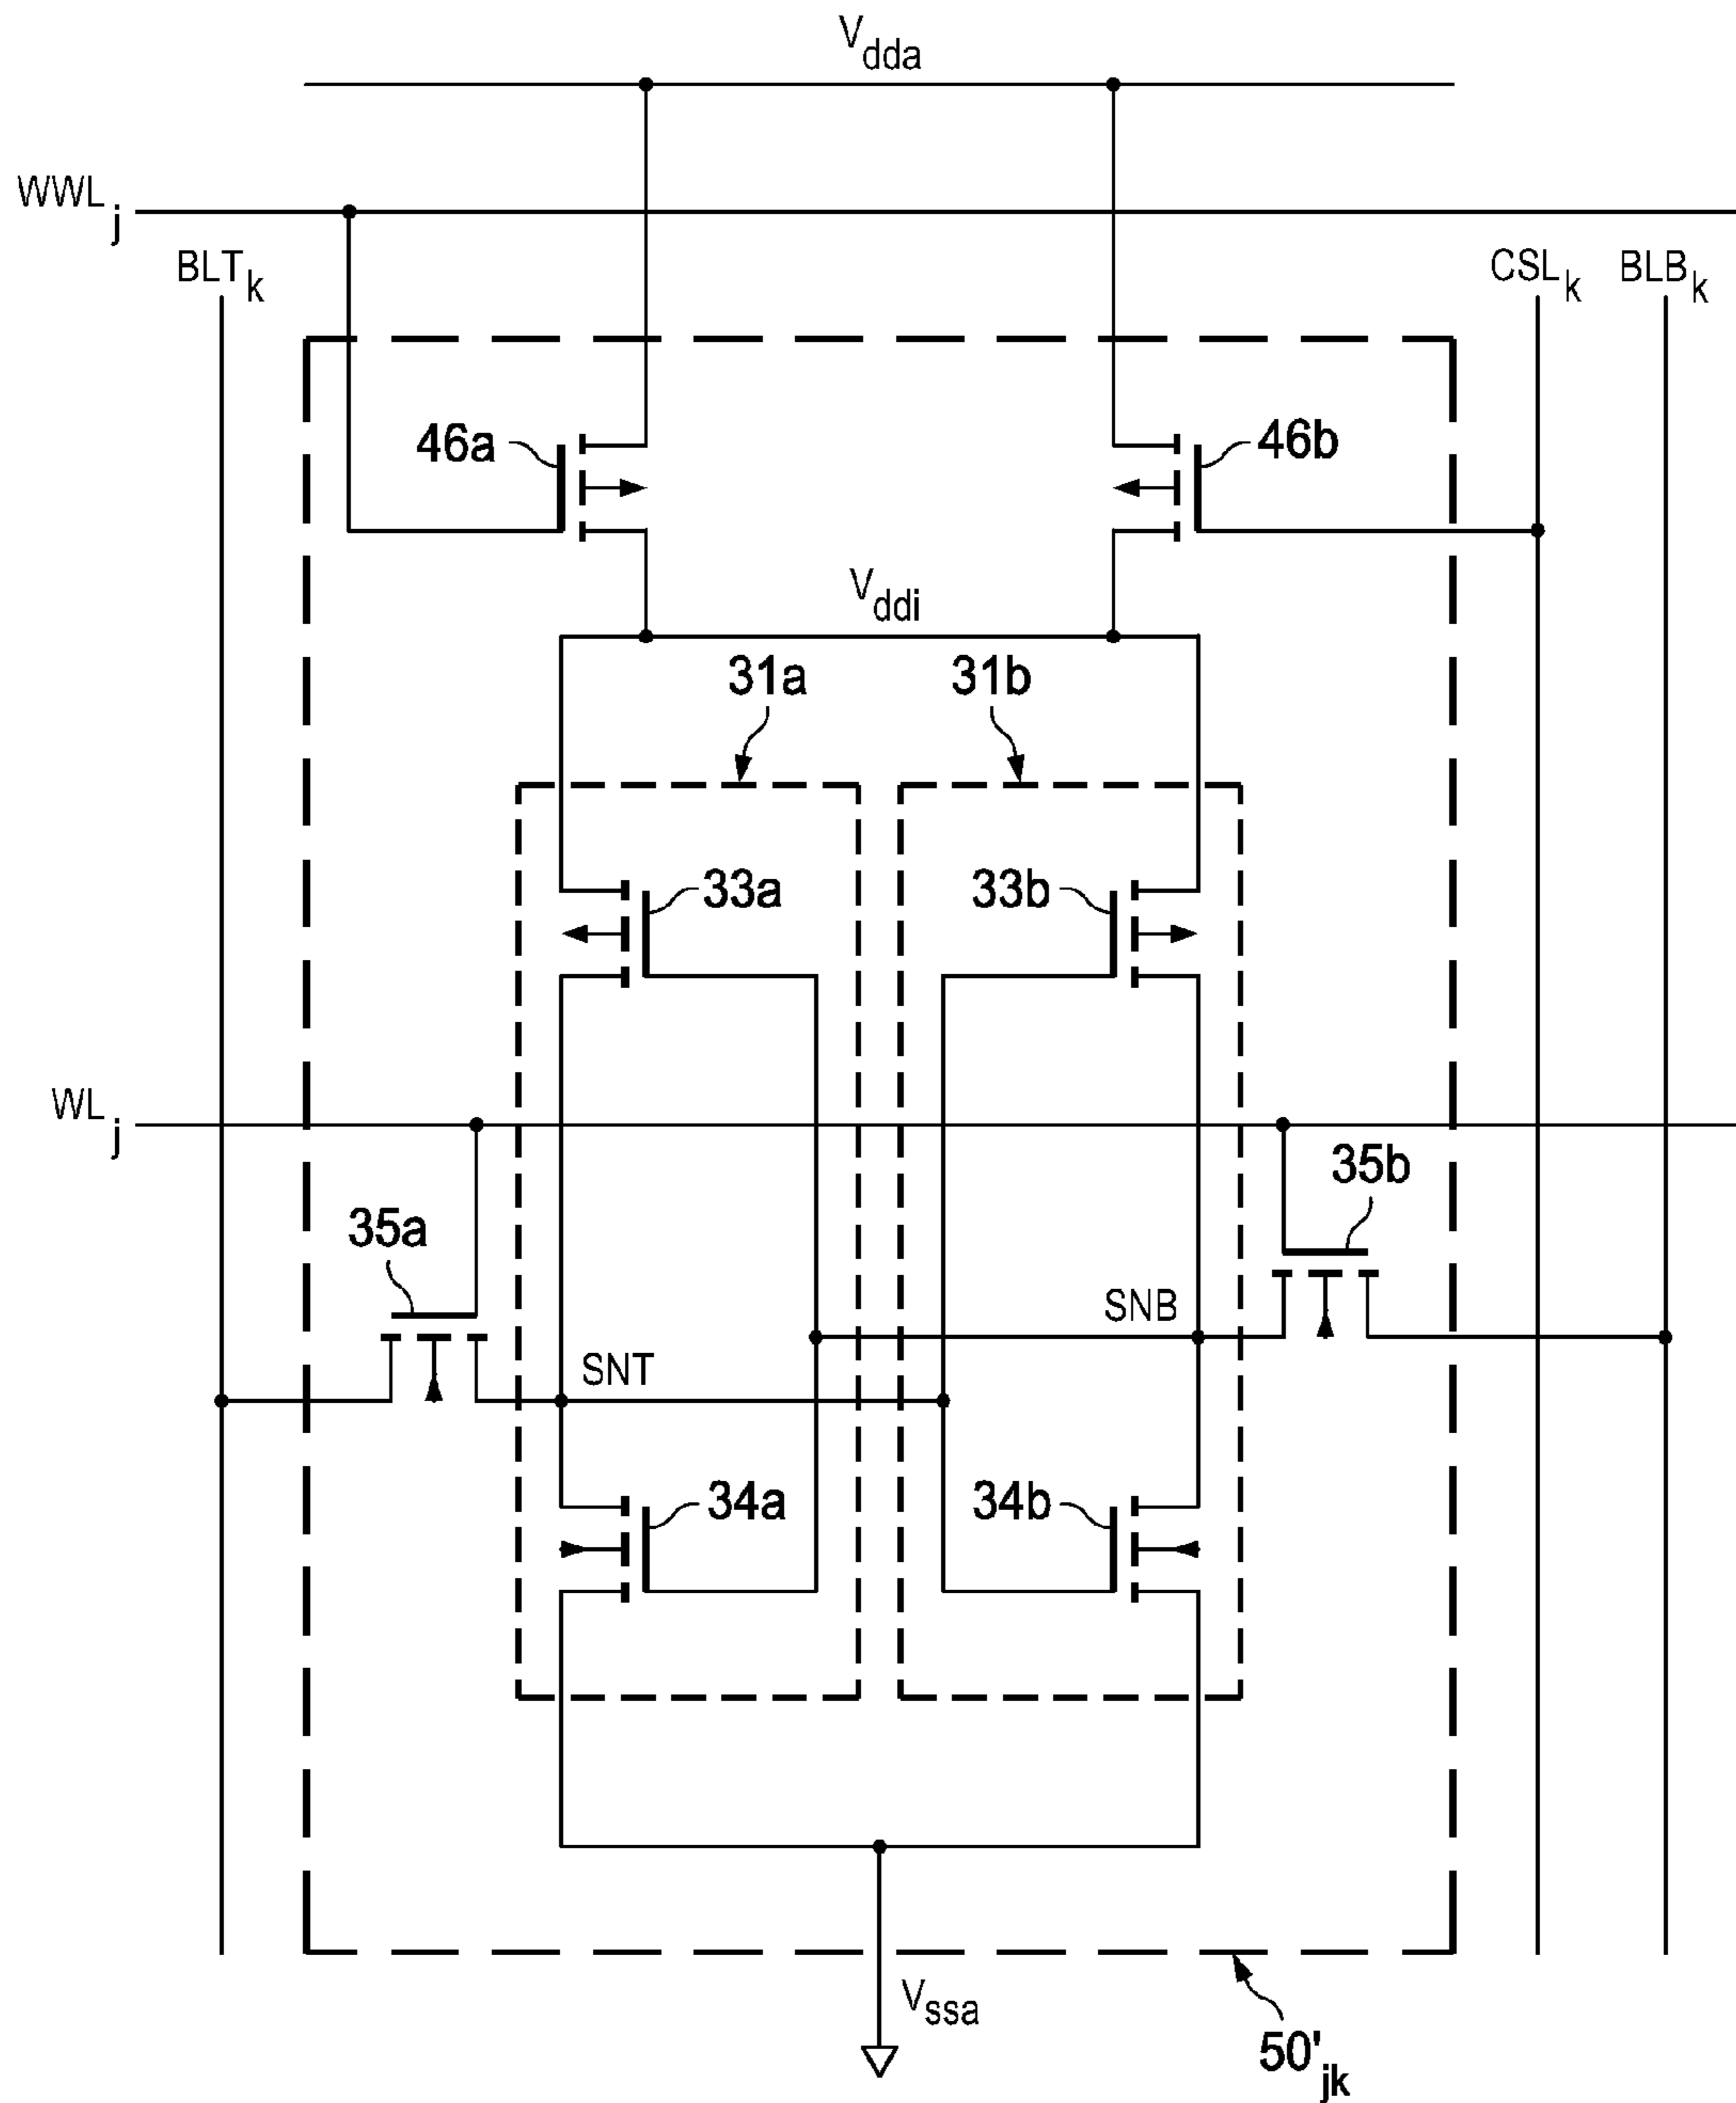 Vdda
WWLj
BLTk
CSLk
BLBk
46a
46b
Vddi
31a
31b
33a
33b
WLj
35b
35a
SNB
SNT
34a
34b
Vssa
50'jk